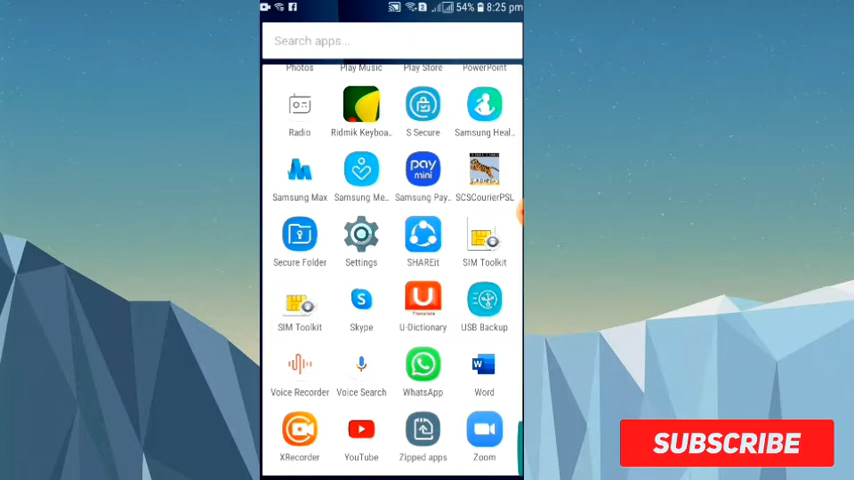 54% 8:25 pm
Search apps...
Photos Play Music Play Store PowerPoint
Radio Ridmik Keyboa.. S Secure Samsung Heal..
Samsung Max Samsung Me.. Samsung Pay.. SCSCourierPSL
Secure Folder Settings SHAREit SIM Toolkit
SIM Toolkit Skype U-Dictionary USB Backup
Voice Recorder Voice Search WhatsApp Word
XRecorder YouTube Zipped apps Zoom
pay
mini
U
Translate
S
W
SUBSCRIBE